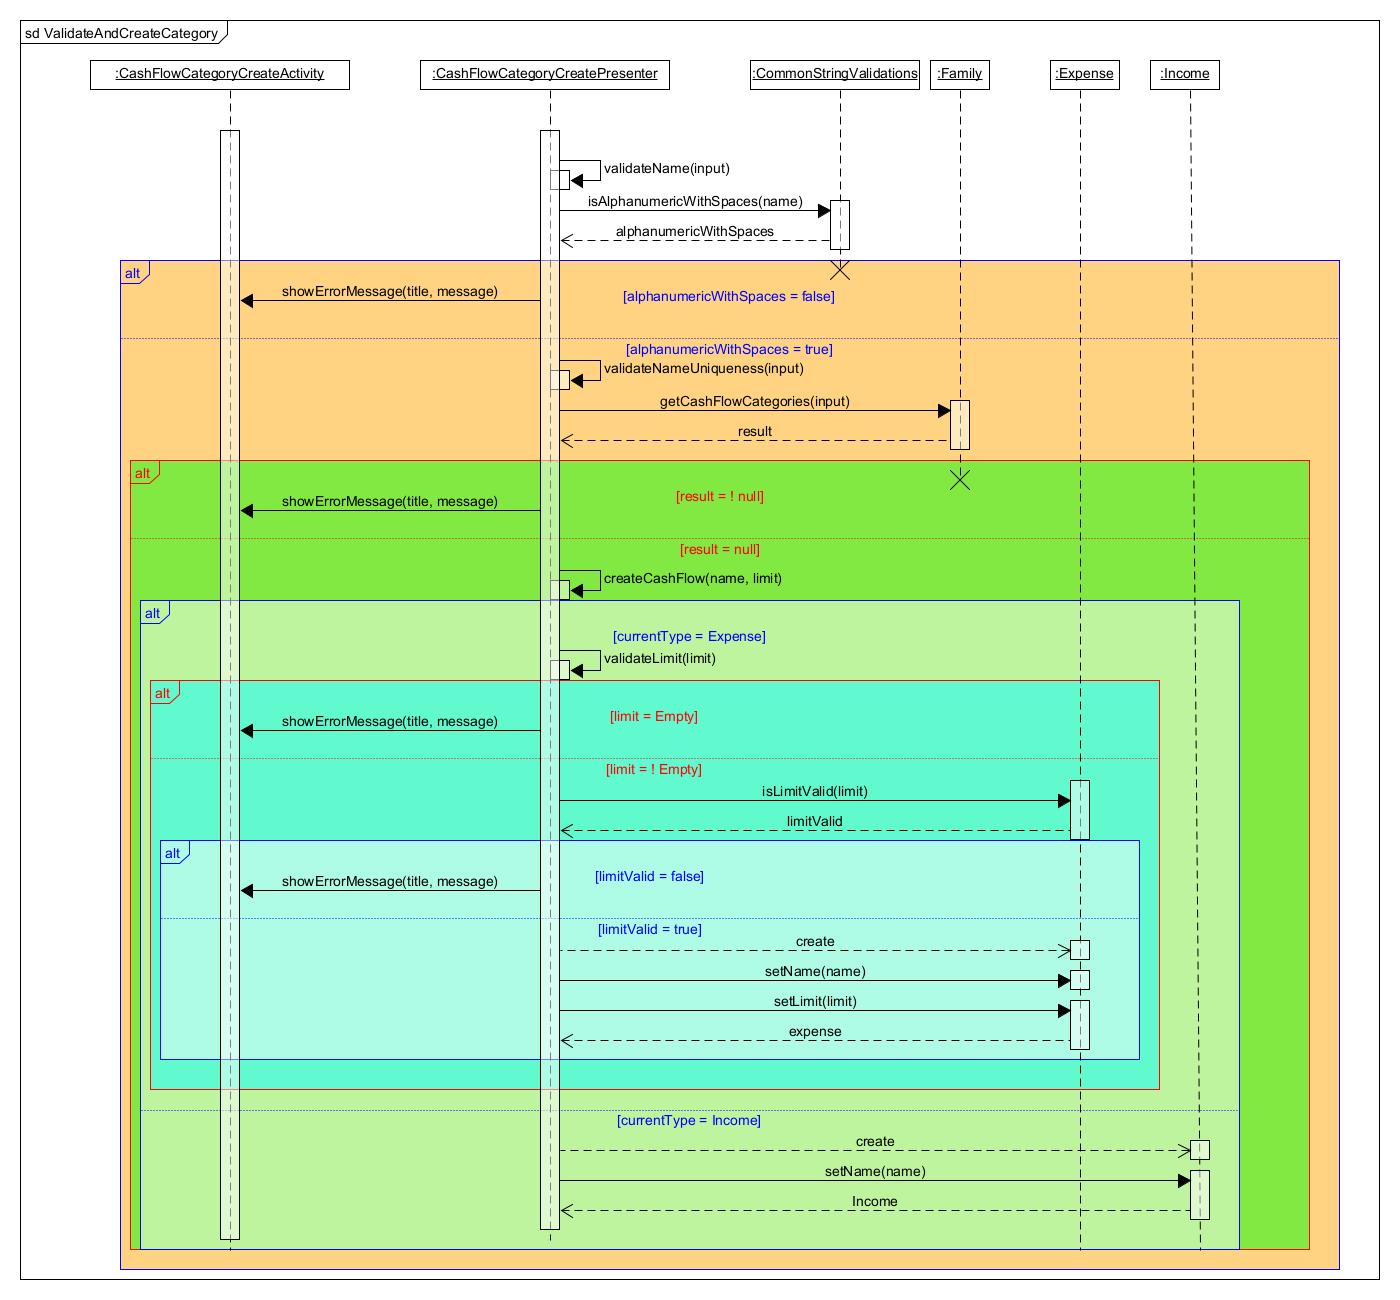 sd ValidateAndCreateCategory
:CashFlowCategoryCreateActivity
:CashFlowCategoryCreatePresenter
:CommonStringValidations
:Family
:Expense
:Income
validateName(input)
isAlphanumericWithSpaces(name)
alphanumericWithSpaces
alt
showErrorMessage(title, message)
[alphanumericWithSpaces = false]
[alphanumericWithSpaces = true]
validateNameUniqueness(input)
getCashFlowCategories(input)
result
alt
showErrorMessage(title, message)
[result = ! null]
[result = null]
createCashFlow(name, limit)
alt
[currentType = Expense]
validateLimit(limit)
alt
showErrorMessage(title, message)
[limit = Empty]
[limit = ! Empty]
isLimitValid(limit)
limitValid
alt
showErrorMessage(title, message)
[limitValid = false]
[limitValid = true]
create
setName(name)
setLimit(limit)
expense
[currentType = Income]
create
setName(name)
Income